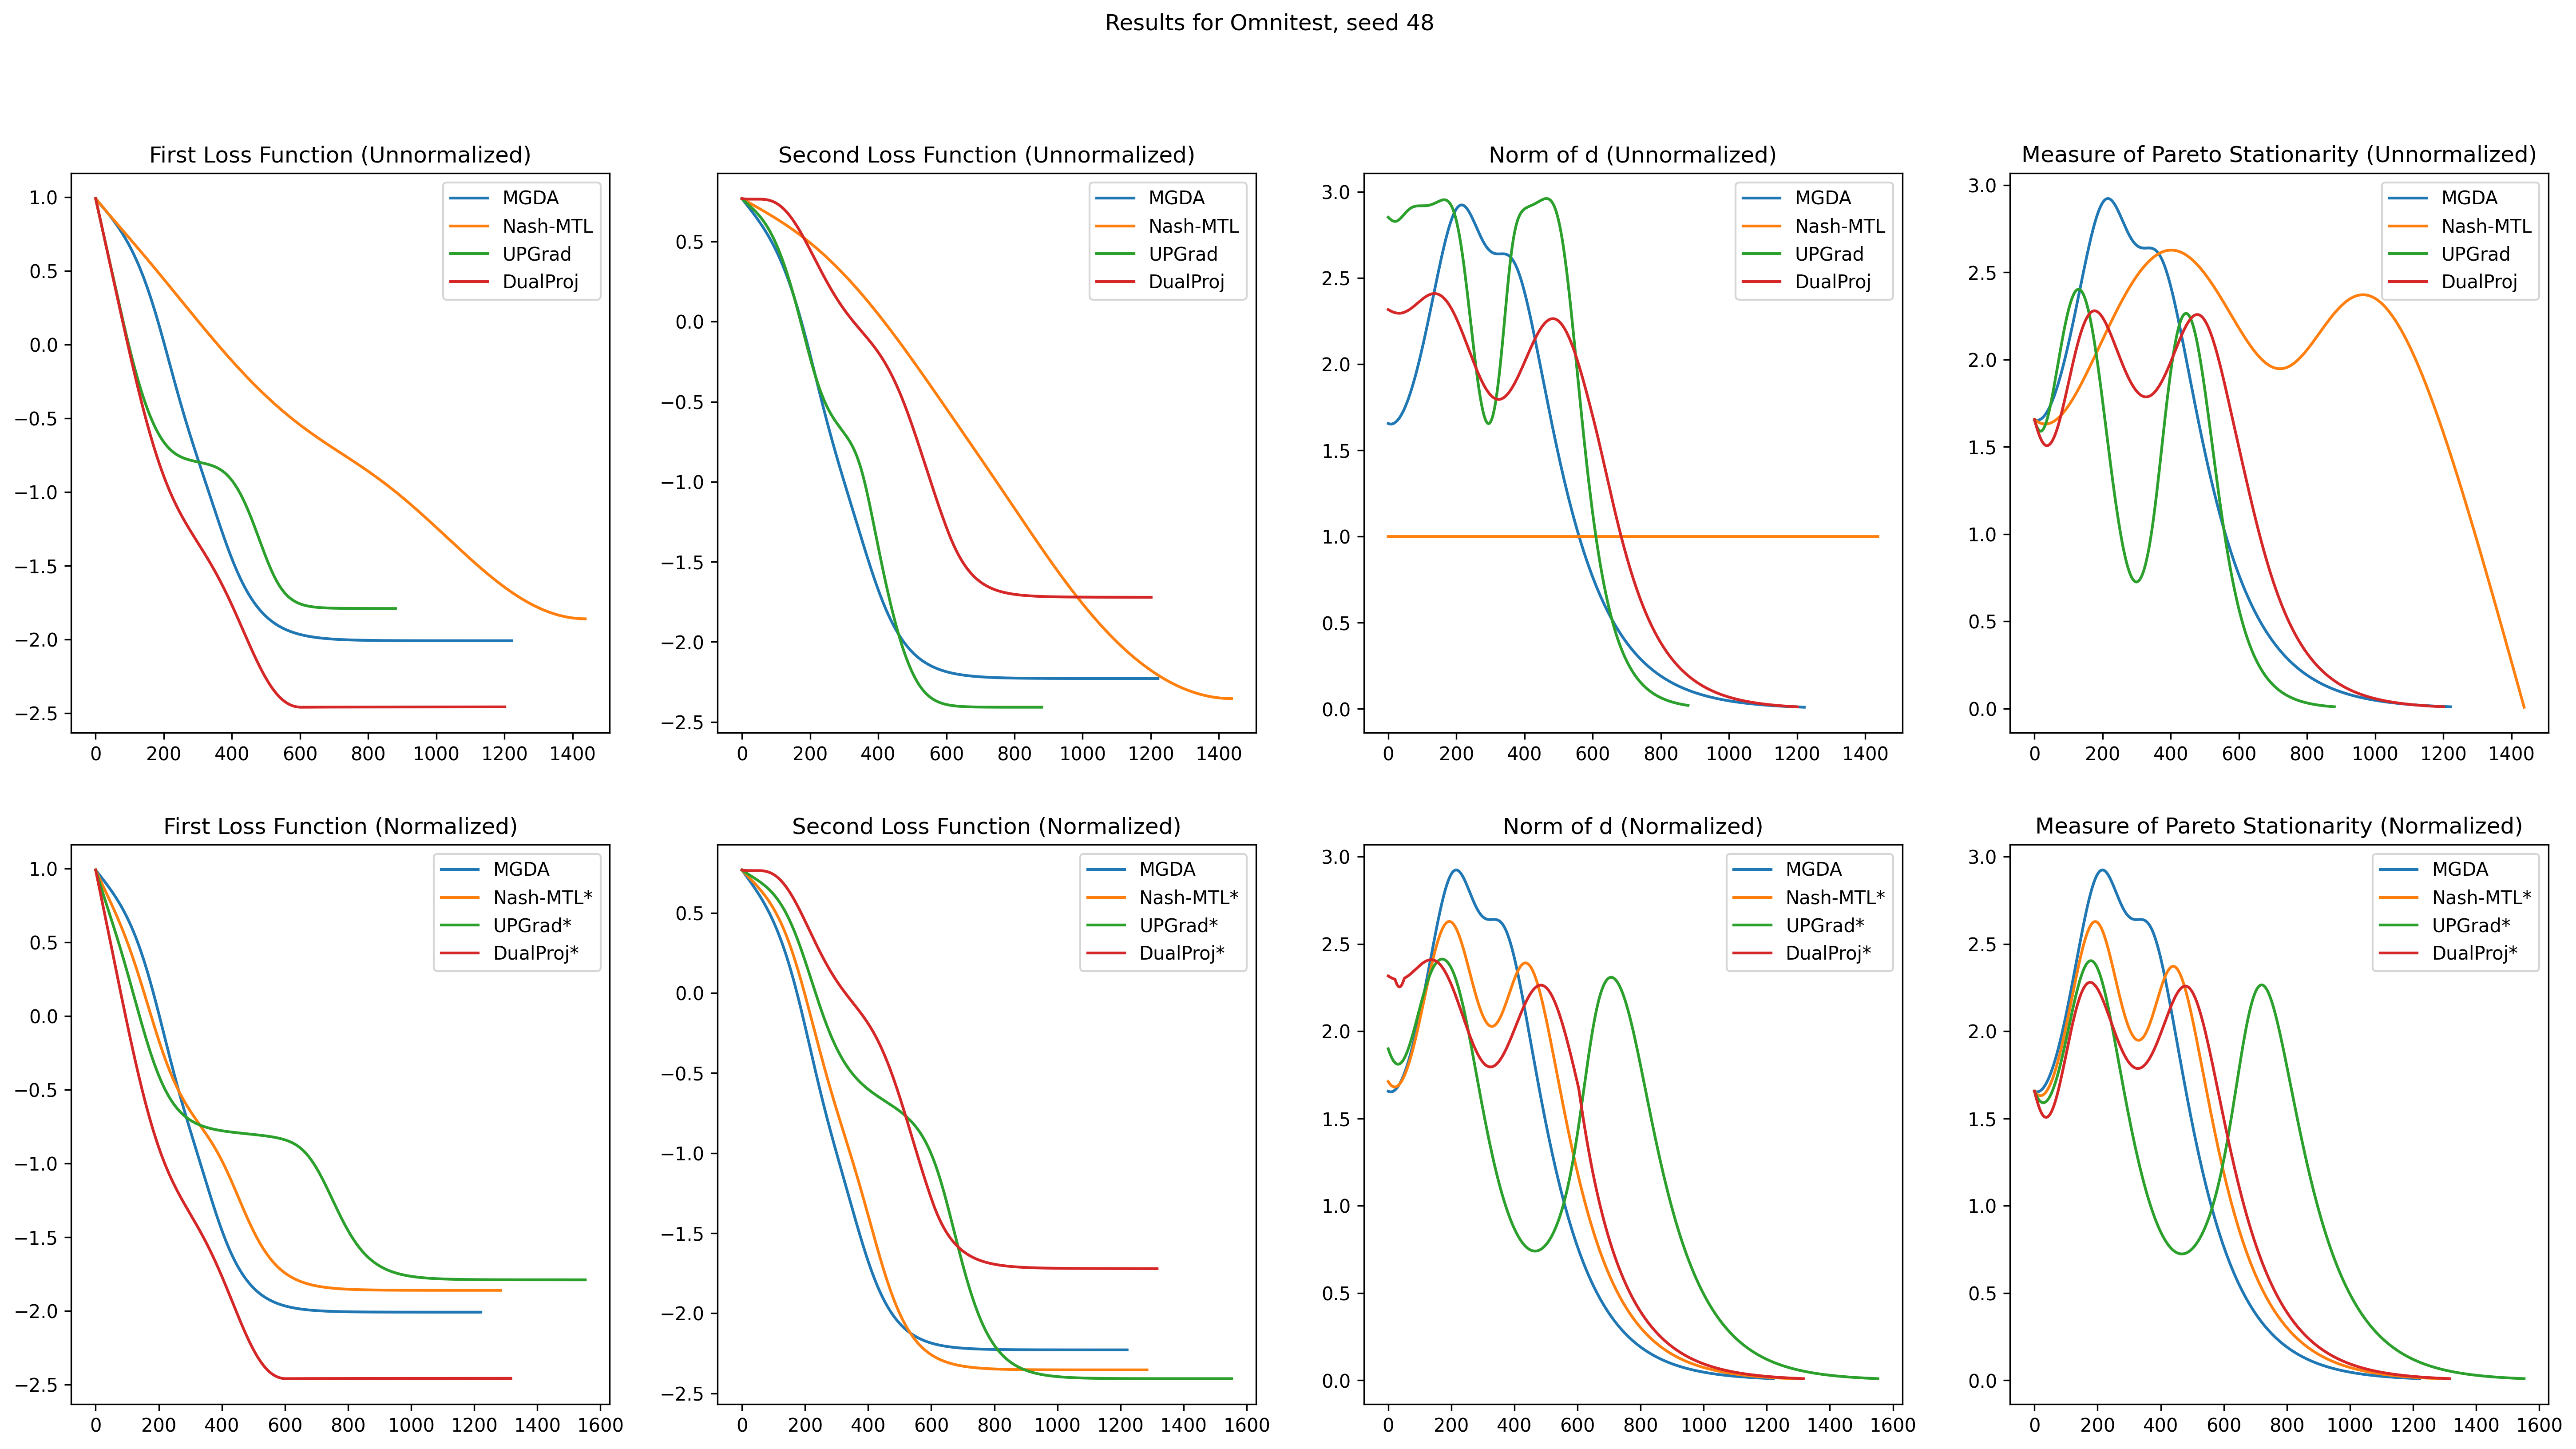 Results for Omnitest, seed 48
First Loss Function (Unnormalized)
1.0
0.5
0.0
−0.5
−1.0
−1.5
−2.0
−2.5
0 200 400 600 800 1000 1200 1400
MGDA
Nash-MTL
UPGrad
DualProj
Second Loss Function (Unnormalized)
0.5
0.0
−0.5
−1.0
−1.5
−2.0
−2.5
0 200 400 600 800 1000 1200 1400
MGDA
Nash-MTL
UPGrad
DualProj
Norm of d (Unnormalized)
3.0
2.5
2.0
1.5
1.0
0.5
0.0
0 200 400 600 800 1000 1200 1400
MGDA
Nash-MTL
UPGrad
DualProj
Measure of Pareto Stationarity (Unnormalized)
3.0
2.5
2.0
1.5
1.0
0.5
0.0
0 200 400 600 800 1000 1200 1400
MGDA
Nash-MTL
UPGrad
DualProj
First Loss Function (Normalized)
1.0
0.5
0.0
−0.5
−1.0
−1.5
−2.0
−2.5
0 200 400 600 800 1000 1200 1400 1600
MGDA
Nash-MTL*
UPGrad*
DualProj*
Second Loss Function (Normalized)
0.5
0.0
−0.5
−1.0
−1.5
−2.0
−2.5
0 200 400 600 800 1000 1200 1400 1600
MGDA
Nash-MTL*
UPGrad*
DualProj*
Norm of d (Normalized)
3.0
2.5
2.0
1.5
1.0
0.5
0.0
0 200 400 600 800 1000 1200 1400 1600
MGDA
Nash-MTL*
UPGrad*
DualProj*
Measure of Pareto Stationarity (Normalized)
3.0
2.5
2.0
1.5
1.0
0.5
0.0
0 200 400 600 800 1000 1200 1400 1600
MGDA
Nash-MTL*
UPGrad*
DualProj*